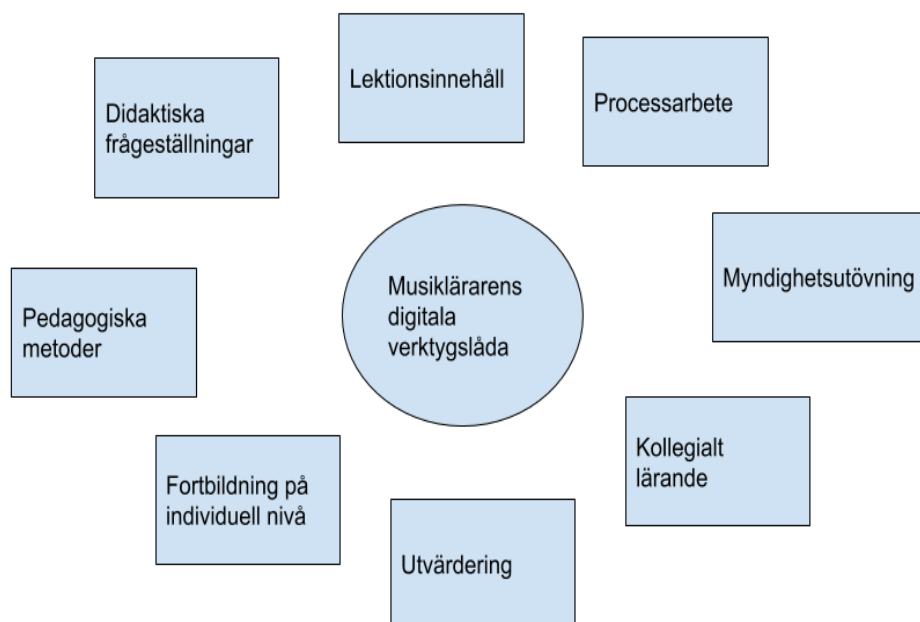 Lektionsinnehåll
Processarbete
Didaktiska
frågeställningar
Myndighetsutövning
Musiklärarens
digitala
verktygslåda
Pedagogiska
metoder
Kollegialt
lärande
Fortbildning på
individuell nivå
Utvärdering